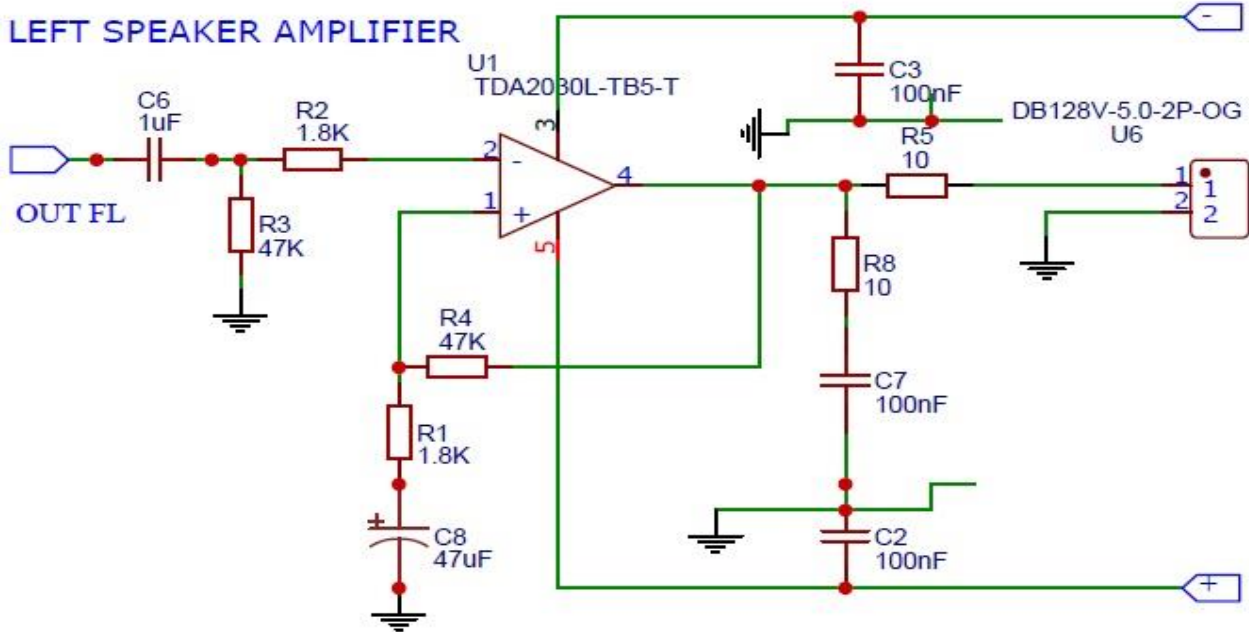 LEFT SPEAKER AMPLIFIER
-
U1
TDA2030L-TB5-T
C3
100nF
C6
1uF
R2
1.8K
DB128V-5.0-2P-OG
U6
3
R5
10
2
-
4
1
1
2
2
OUT FL
R3
47K
1
+
5
R8
10
R4
47K
C7
100nF
R1
1.8K
+
C8
47uF
C2
100nF
+